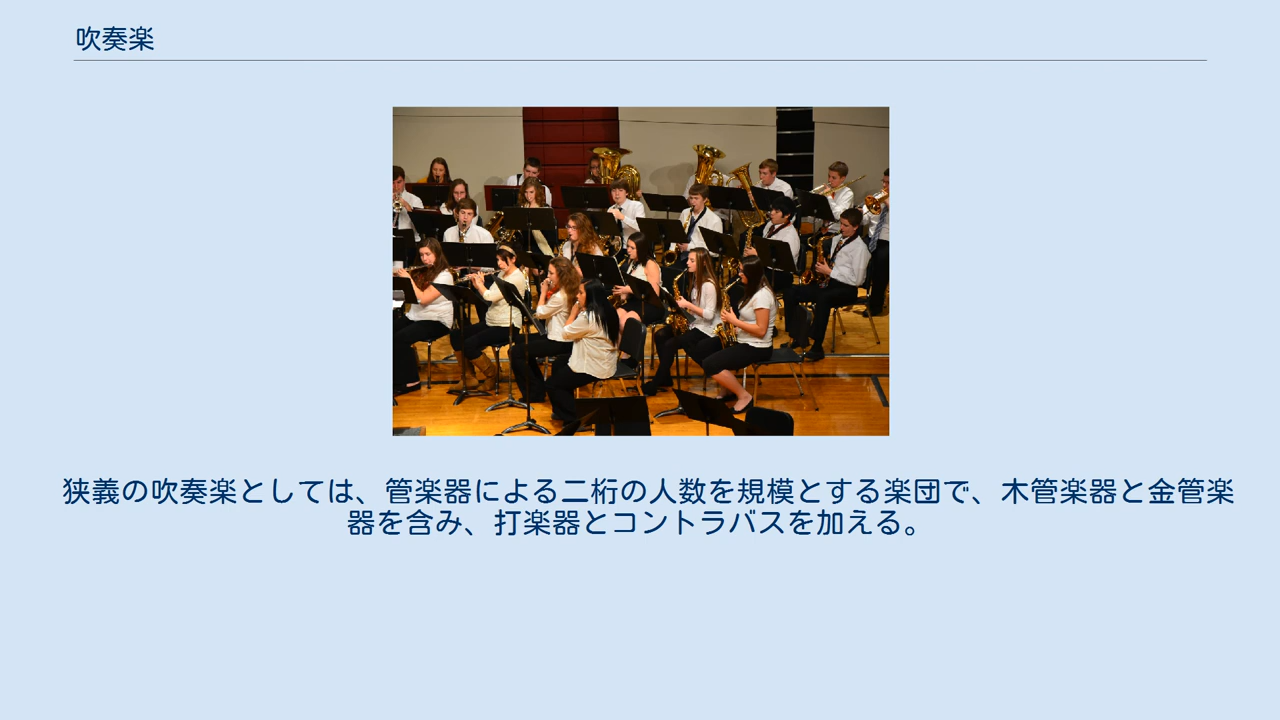 吹奏楽
狭義の吹奏楽としては、管楽器による二桁の人数を規模とする楽団で、木管楽器と金管楽
器を含み、打楽器とコントラバスを加える。